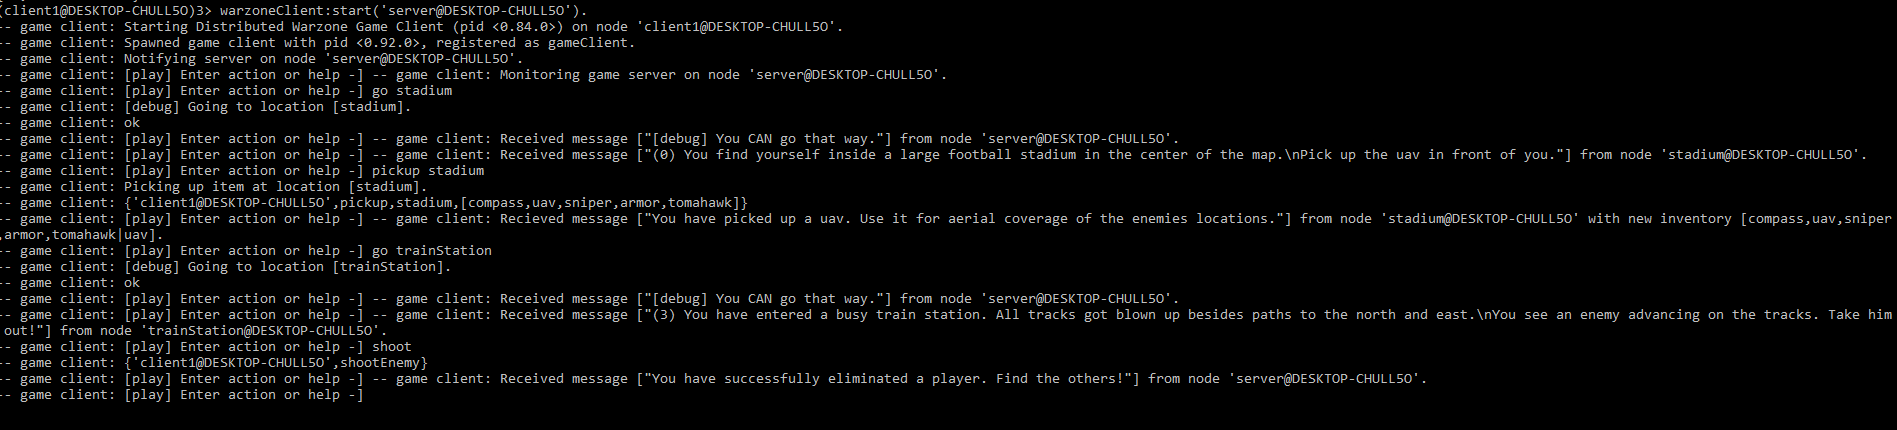 (client1@DESKTOP-CHULL5O)3> warzoneClient:start('server@DESKTOP-CHULL5O').
-- game client: Starting Distributed Warzone Game Client (pid <0.84.0>) on node 'client1@DESKTOP-CHULL5O'.
-- game client: Spawned game client with pid <0.92.0>, registered as gameClient.
-- game client: Notifying server on node 'server@DESKTOP-CHULL5O'.
-- game client: [play] Enter action or help -] -- game client: Monitoring game server on node 'server@DESKTOP-CHULL5O'.
-- game client: [play] Enter action or help -] go stadium
-- game client: [debug] Going to location [stadium].
-- game client: ok
-- game client: [play] Enter action or help -] -- game client: Received message ["[debug] You CAN go that way."] from node 'server@DESKTOP-CHULL5O'.
-- game client: [play] Enter action or help -] -- game client: Received message ["(0) You find yourself inside a large football stadium in the center of the map.\nPick up the uav in front of you."] from node 'stadium@DESKTOP-CHULL5O'.
-- game client: [play] Enter action or help -] pickup stadium
-- game client: Picking up item at location [stadium].
-- game client: {'client1@DESKTOP-CHULL5O',pickup,stadium,[compass,uav,sniper,armor,tomahawk]}
-- game client: [play] Enter action or help -] -- game client: Recieved message ["You have picked up a uav. Use it for aerial coverage of the enemies locations."] from node 'stadium@DESKTOP-CHULL5O' with new inventory [compass,uav,sniper
,armor,tomahawk|uav].
-- game client: [play] Enter action or help -] go trainStation
-- game client: [debug] Going to location [trainStation].
-- game client: ok
-- game client: [play] Enter action or help -] -- game client: Received message ["[debug] You CAN go that way."] from node 'server@DESKTOP-CHULL5O'.
-- game client: [play] Enter action or help -] -- game client: Received message ["(3) You have entered a busy train station. All tracks got blown up besides paths to the north and east.\nYou see an enemy advancing on the tracks. Take him
out!"] from node 'trainStation@DESKTOP-CHULL5O'.
-- game client: [play] Enter action or help -] shoot
-- game client: {'client1@DESKTOP-CHULL5O',shootEnemy}
-- game client: [play] Enter action or help -] -- game client: Received message ["You have successfully eliminated a player. Find the others!"] from node 'server@DESKTOP-CHULL5O'.
-- game client: [play] Enter action or help -]